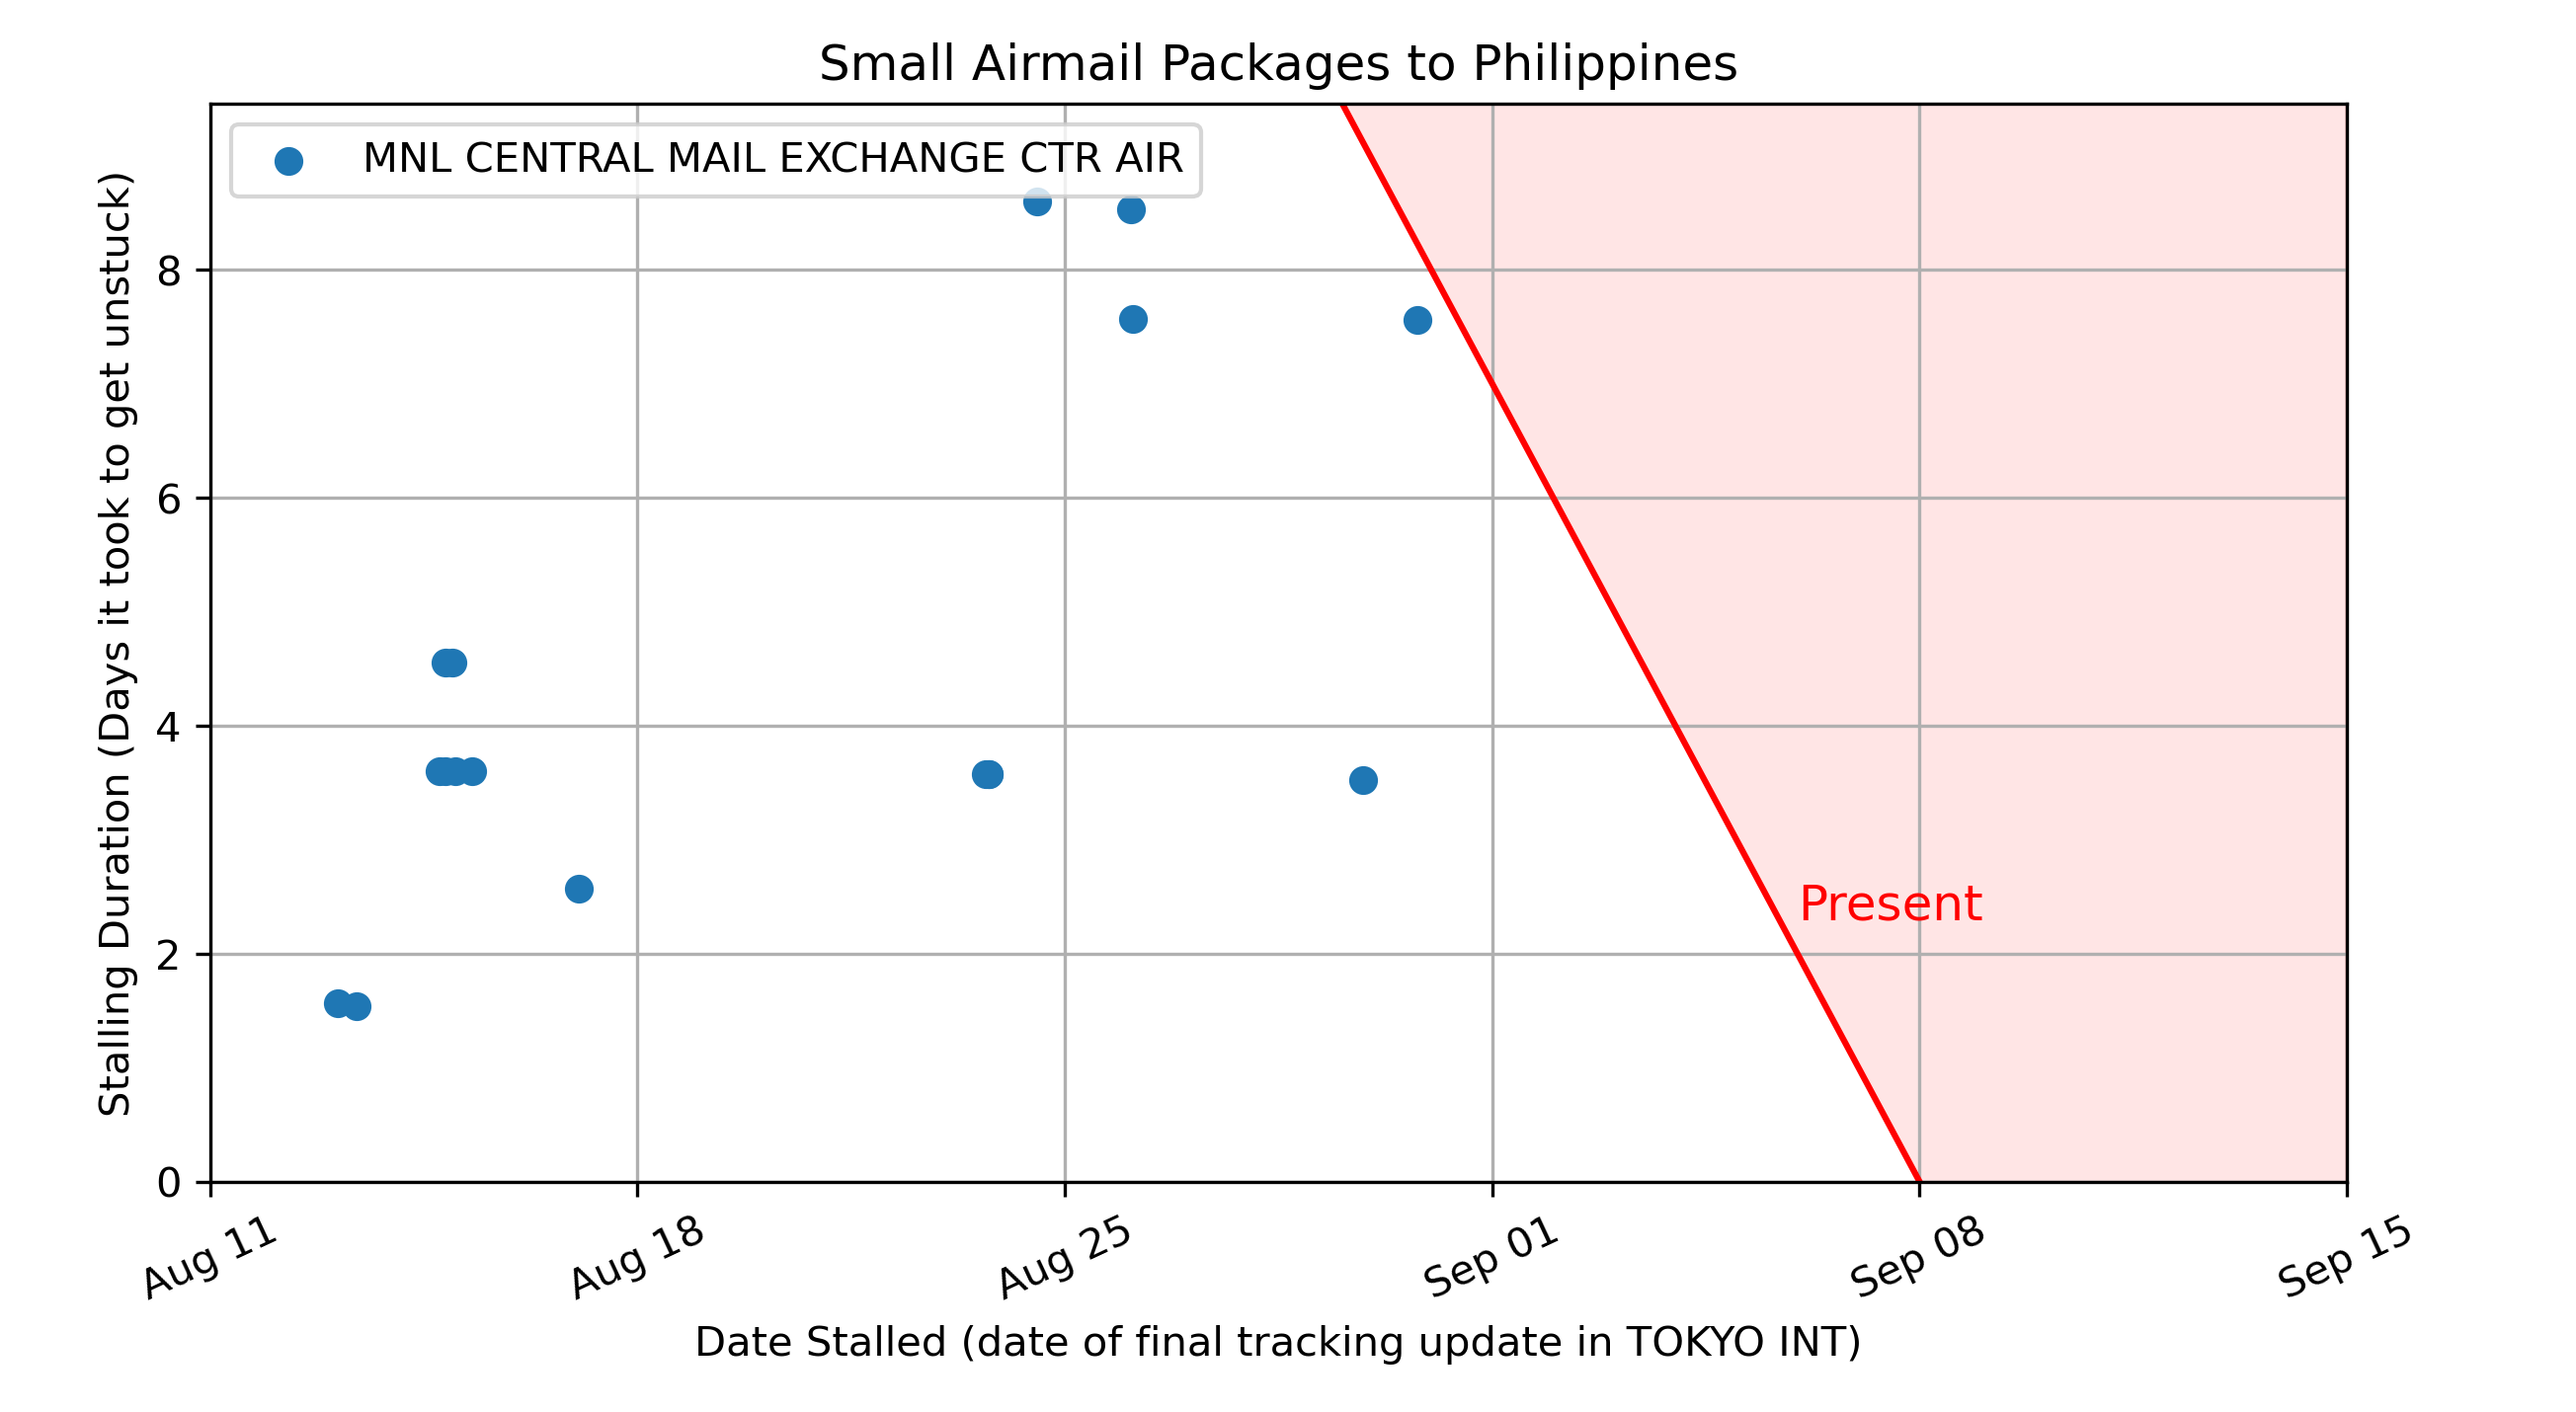 Small Airmail Packages to Philippines
MNL CENTRAL MAIL EXCHANGE CTR AIR
Stalling Duration (Days it took to get unstuck)
8
6
4
2
0
Present
Aug 11
Aug 18
Aug 25
Sep 01
Sep 08
Sep 15
Date Stalled (date of final tracking update in TOKYO INT)